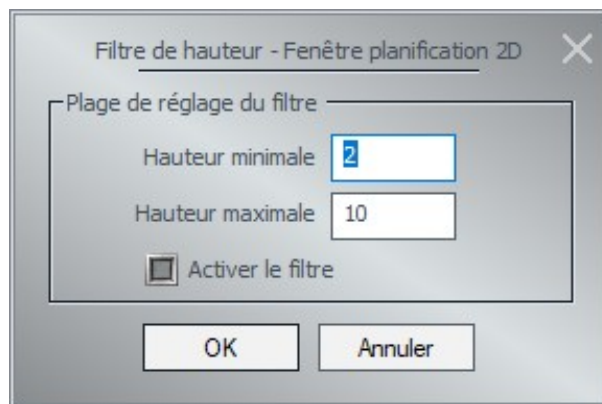 Filtre de hauteur - Fenêtre planification 2D
Plage de réglage du filtre
Hauteur minimale 2
Hauteur maximale 10
Activer le filtre
OK Annuler